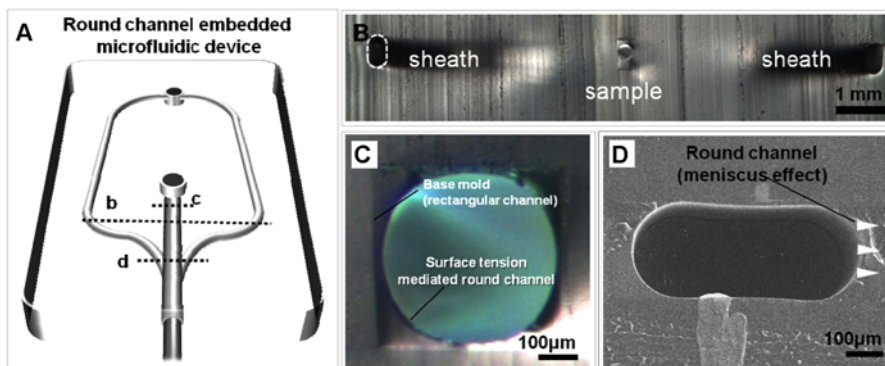 A
Round channel embedded
microfluidic device
b
c
d
B
sheath
sample
sheath
1 mm
C
Base mold
(rectangular channel)
Surface tension
mediated round channel
100μm
D
Round channel
(meniscus effect)
100μm